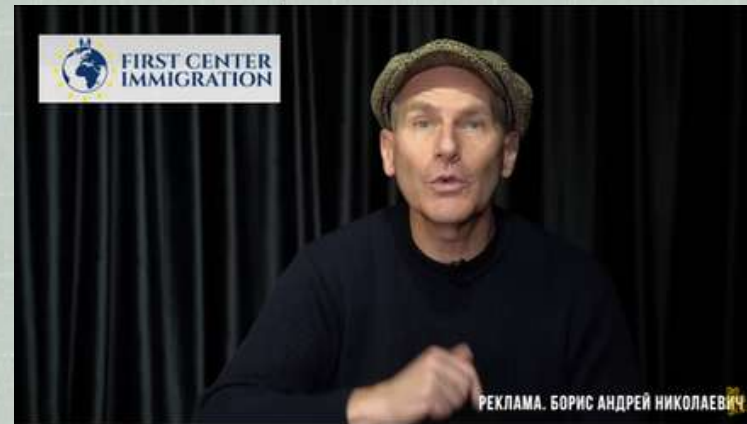 FIRST CENTER
IMMIGRATION
РЕКЛАМА. БОРИС АНДРЕЙ НИКОЛАЕВИЧ